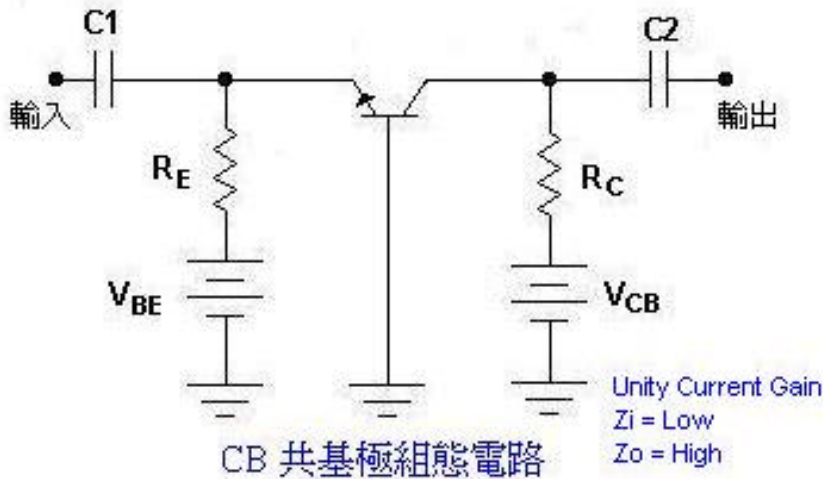 C1
C2
輸入
輸出
RE
RC
VBE
VCB
Unity Current Gain
Zi = Low
Zo = High
CB 共基極組態電路